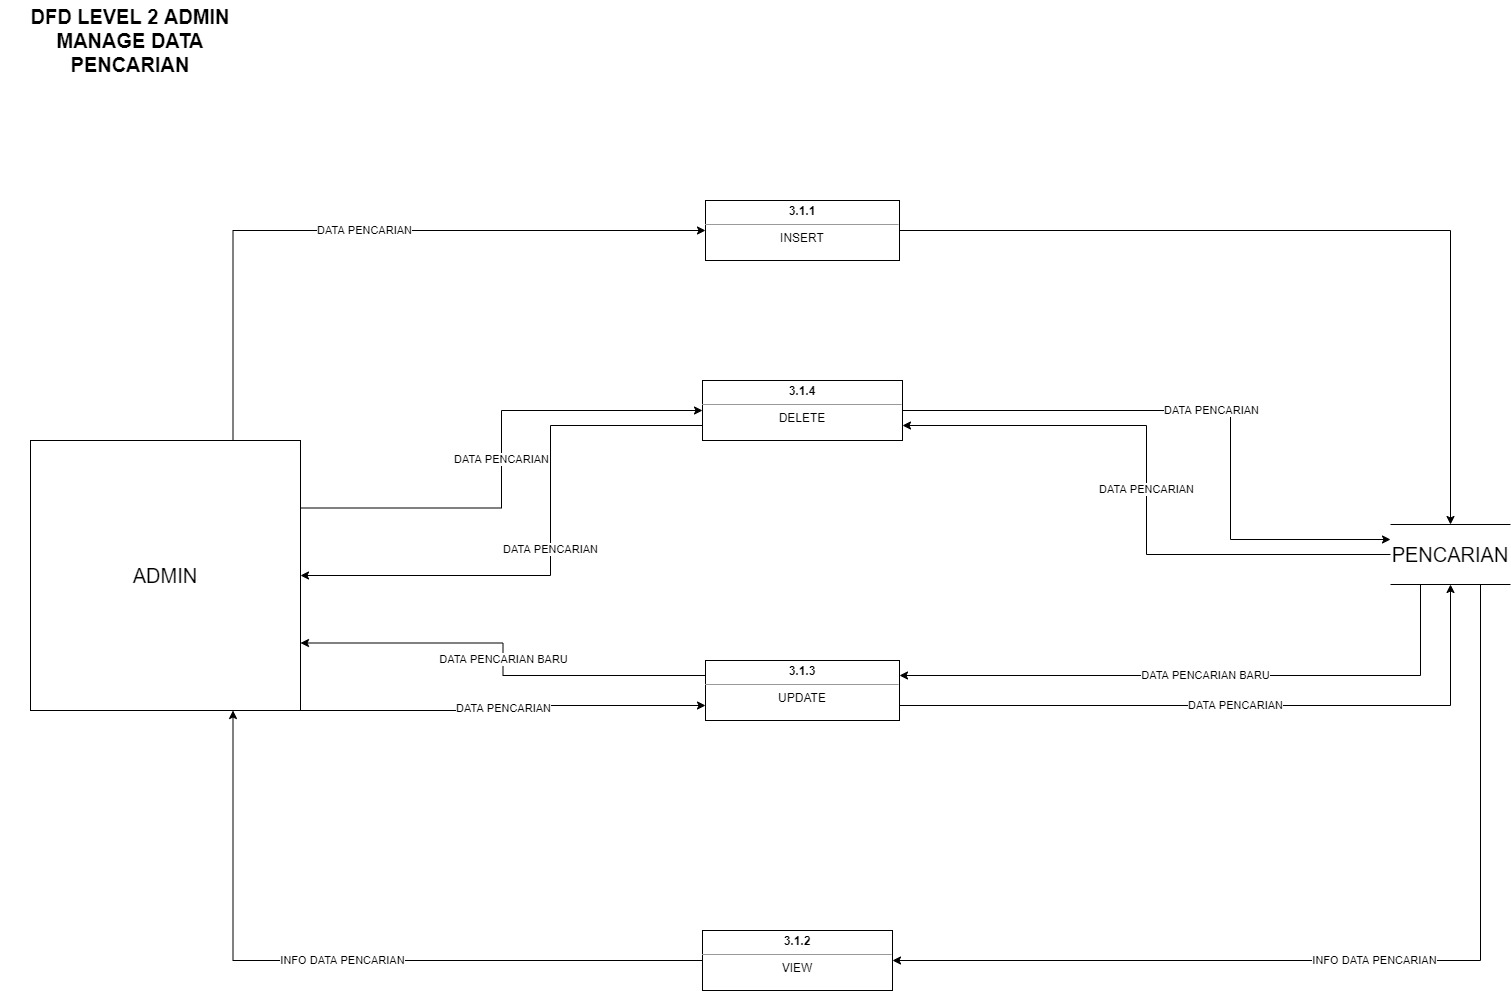 DFD LEVEL 2 ADMIN
MANAGE DATA
PENCARIAN
3.1.1
DATA PENCARIAN
INSERT
3.1.4
DATA PENCARIAN
DELETE
DATA PENCARIAN
DATA PENCARIAN
DATA PENCARIAN
PENCARIAN
ADMIN
DATA PENCARIAN BARU
3.1.3
DATA PENCARIAN BARU
UPDATE
DATA PENCARIAN
DATA PENCARIAN
3.1.2
INFO DATA PENCARIAN
VIEW
INFO DATA PENCARIAN